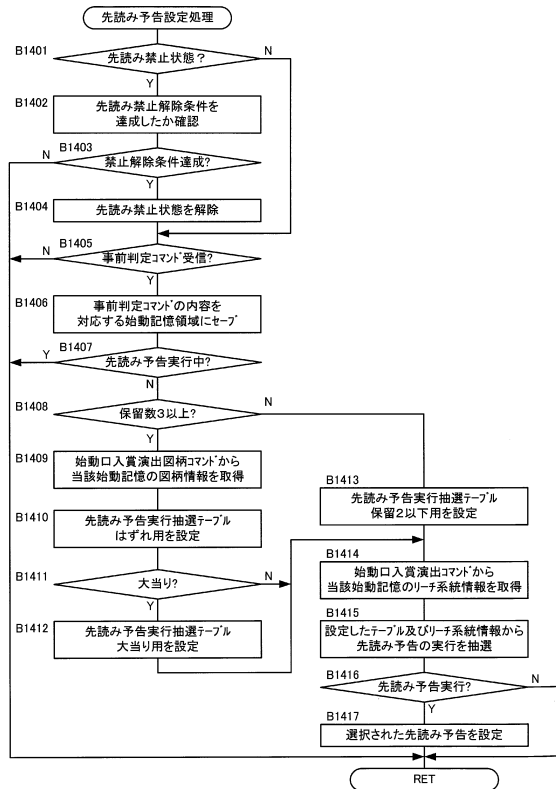 先読み予告設定処理
B1401
先読み禁止状態？
N
Y
B1402
先読み禁止解除条件を
達成したか確認
B1403
N
禁止解除条件達成?
Y
B1404
先読み禁止状態を解除
B1405
N
事前判定ｺﾏﾝﾄﾞ受信?
Y
B1406
事前判定ｺﾏﾝﾄﾞの内容を
対応する始動記憶領域にｾｰﾌﾞ
B1407
Y
先読み予告実行中?
N
B1408
保留数3以上?
N
Y
B1409
始動口入賞演出図柄ｺﾏﾝﾄﾞから
当該始動記憶の図柄情報を取得
B1410
先読み予告実行抽選ﾃｰﾌﾞﾙ
はずれ用を設定
B1411
大当り?
N
Y
B1412
先読み予告実行抽選ﾃｰﾌﾞﾙ
大当り用を設定
B1413
先読み予告実行抽選ﾃｰﾌﾞﾙ
保留２以下用を設定
B1414
始動口入賞演出ｺﾏﾝﾄﾞから
当該始動記憶のﾘｰﾁ系統情報を取得
B1415
設定したﾃｰﾌﾞﾙ及びﾘｰﾁ系統情報から
先読み予告の実行を抽選
B1416
先読み予告実行?
N
Y
B1417
選択された先読み予告を設定
RET